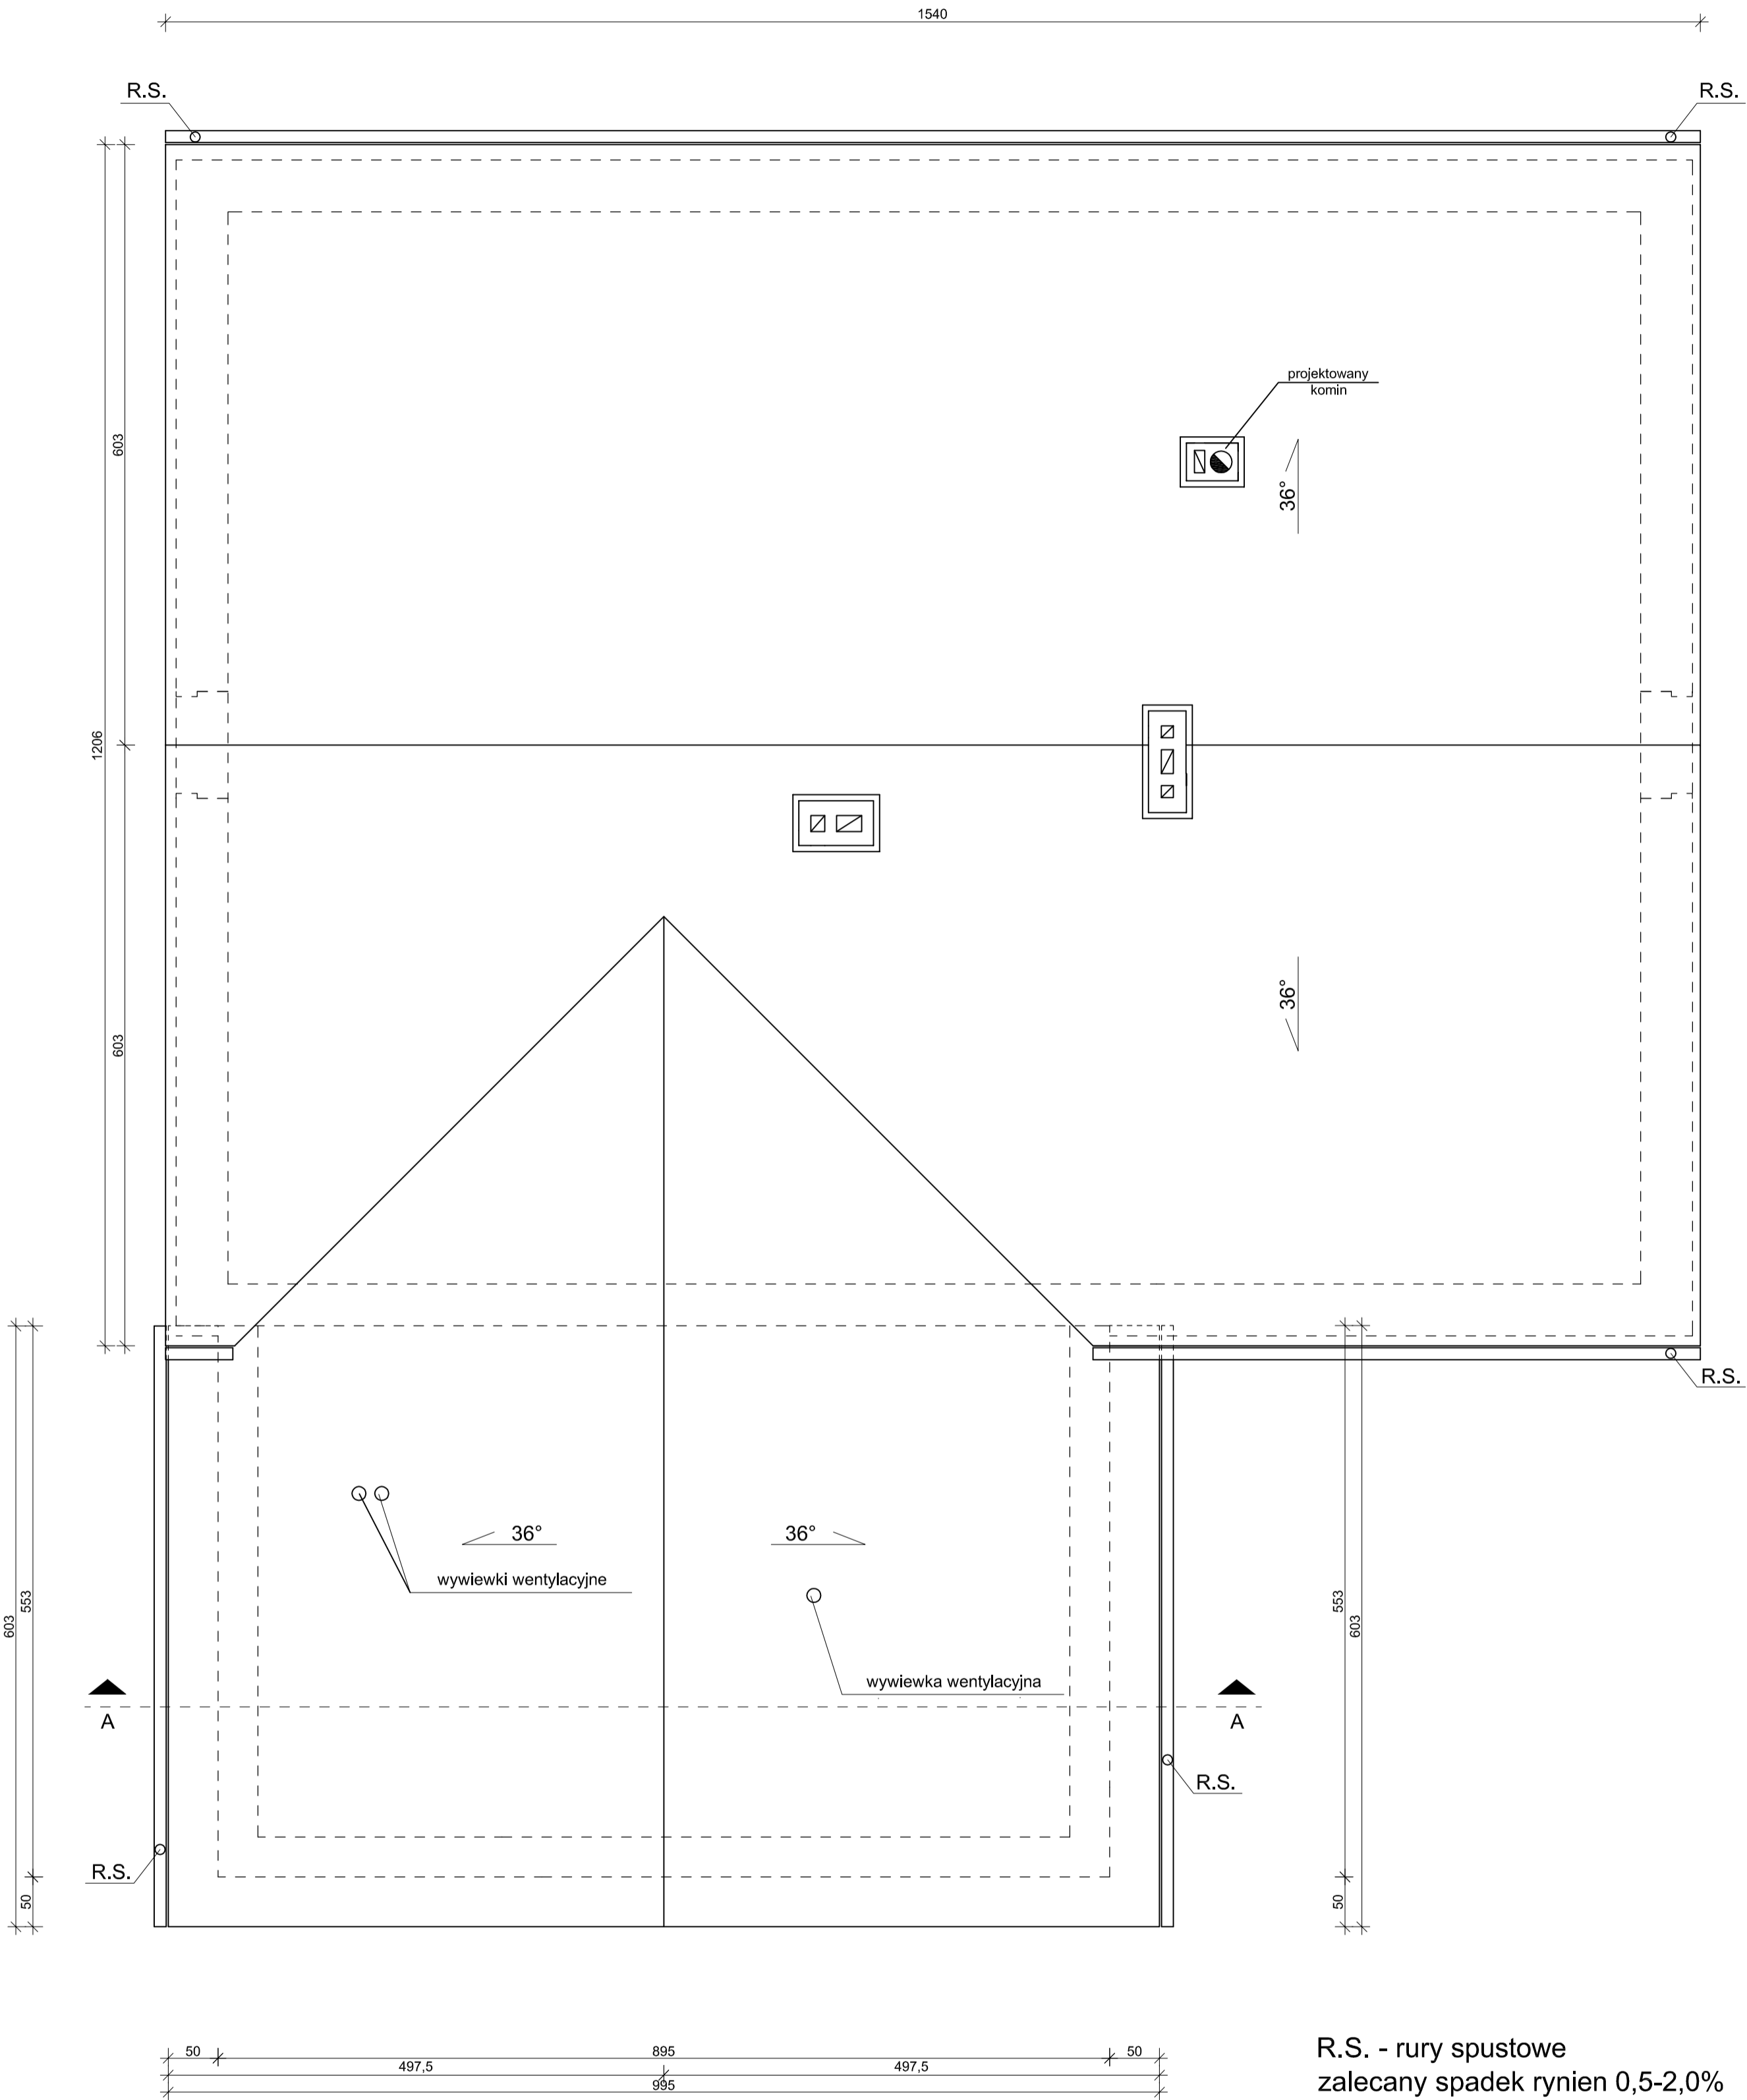 1540
R.S.
R.S.
projektowany
komin
603
36°
1206
36°
603
R.S.
36°
36°
wywiewki wentylacyjne
553
603
553
603
wywiewka wentylacyjna
A
A
R.S.
R.S.
50
50
50
895
50
497,5
497,5
995
R.S. - rury spustowe
zalecany spadek rynien 0,5-2,0%